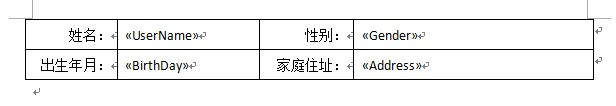 姓名： «UserName» 性别： «Gender»
出生年月： «BirthDay» 家庭住址： «Address»